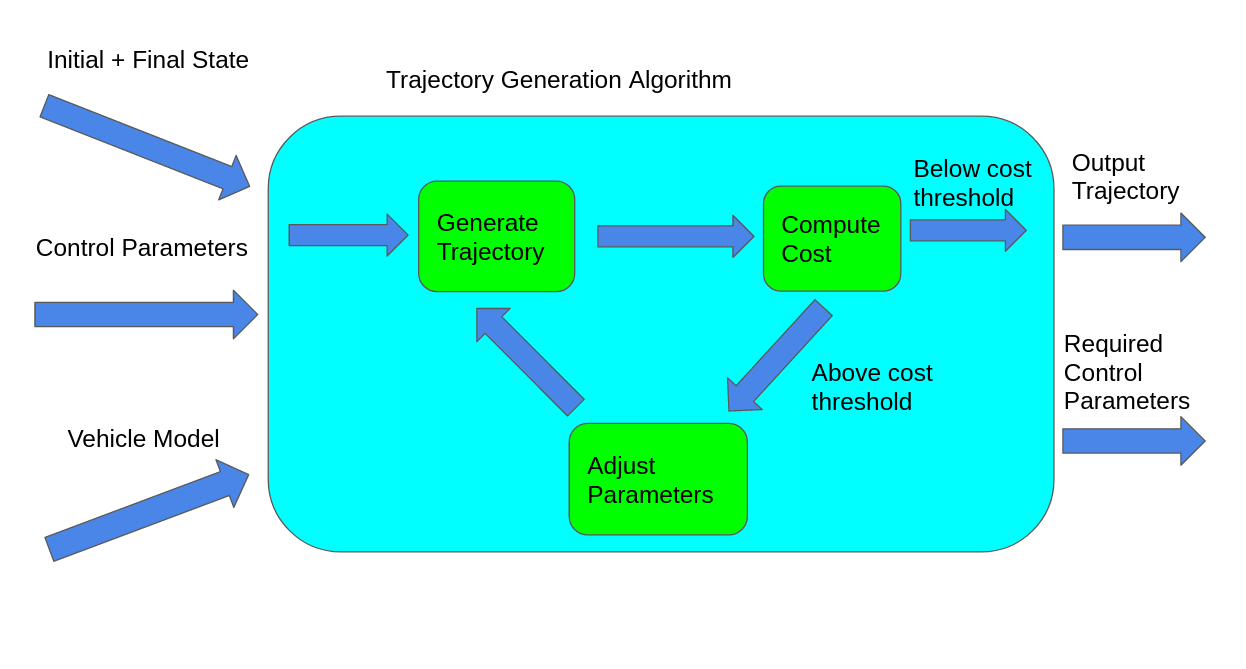 Initial + Final State
Trajectory Generation Algorithm
Control Parameters
Vehicle Model
Generate
Trajectory
Compute
Cost
Below cost
threshold
Above cost
threshold
Adjust
Parameters
Output
Trajectory
Required
Control
Parameters